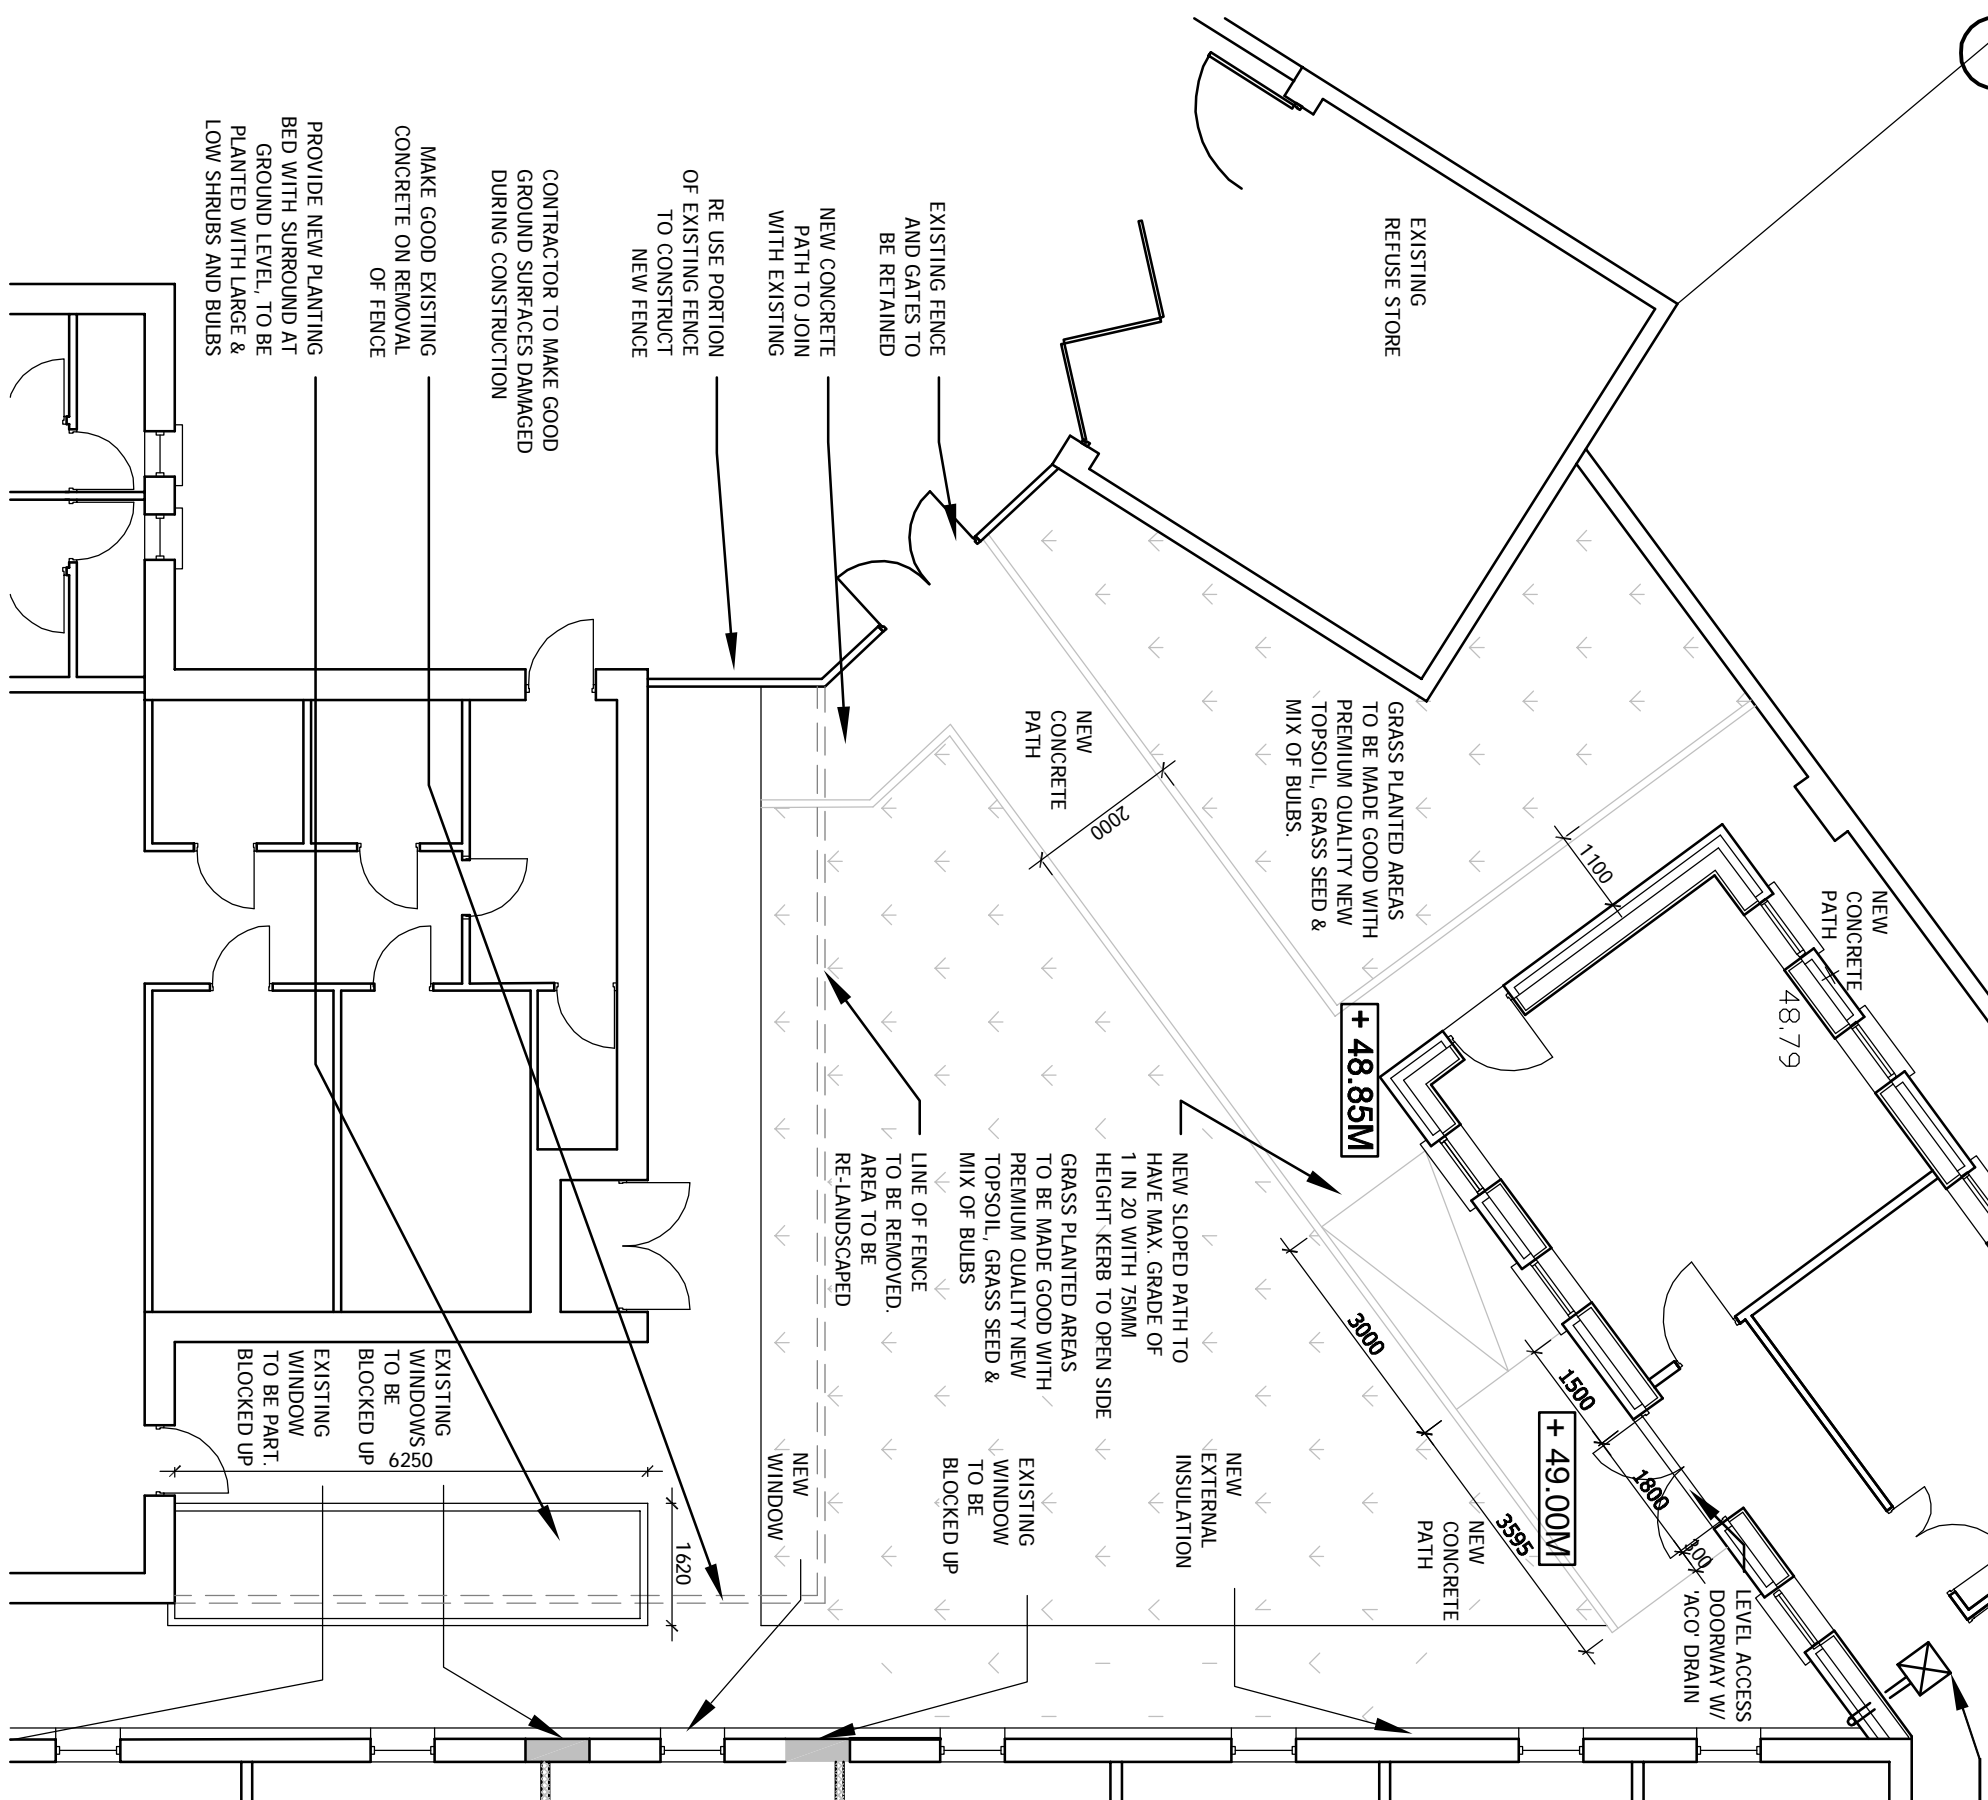 EXISTING
REFUSE STORE
EXISTING FENCE
AND GATES TO
BE RETAINED
NEW CONCRETE
PATH TO JOIN
WITH EXISTING
RE USE PORTION
OF EXISTING FENCE
TO CONSTRUCT
NEW FENCE
CONTRACTOR TO MAKE GOOD
GROUND SURFACES DAMAGED
DURING CONSTRUCTION
MAKE GOOD EXISTING
CONCRETE ON REMOVAL
OF FENCE
PROVIDE NEW PLANTING
BED WITH SURROUND AT
GROUND LEVEL, TO BE
PLANTED WITH LARGE &
LOW SHRUBS AND BULBS
GRASS PLANTED AREAS
TO BE MADE GOOD WITH
PREMIUM QUALITY NEW
TOPSOIL, GRASS SEED &
MIX OF BULBS.
NEW
CONCRETE
PATH
2000
1100
NEW
CONCRETE
PATH
48.79
+ 48.85M
NEW SLOPED PATH TO
HAVE MAX. GRADE OF
1 IN 20 WITH 75MM
HEIGHT KERB TO OPEN SIDE
GRASS PLANTED AREAS
TO BE MADE GOOD WITH
PREMIUM QUALITY NEW
TOPSOIL, GRASS SEED &
MIX OF BULBS
LINE OF FENCE
TO BE REMOVED.
AREA TO BE
RE-LANDSCAPED
3000
1500
1800
300
3595
+ 49.00M
LEVEL ACCESS
DOORWAY W/
'ACO' DRAIN
NEW
CONCRETE
PATH
NEW
EXTERNAL
INSULATION
EXISTING
WINDOW
TO BE
BLOCKED UP
NEW
WINDOW
EXISTING
WINDOWS
TO BE
BLOCKED UP
EXISTING
WINDOW
TO BE PART.
BLOCKED UP
6250
1620